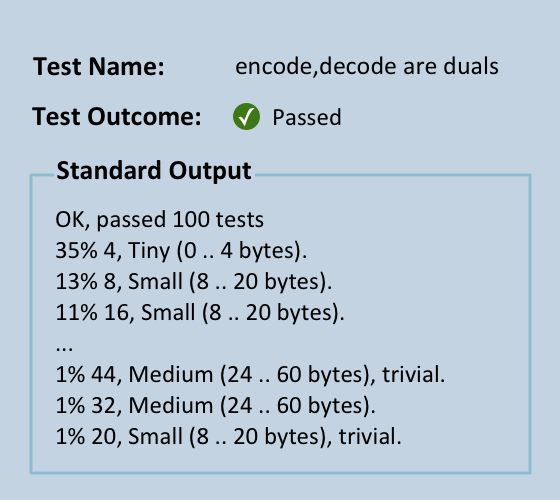 Test Name: encode,decode are duals
Test Outcome: Passed
Standard Output
OK, passed 100 tests
35% 4, Tiny (0 .. 4 bytes).
13% 8, Small (8 .. 20 bytes).
11% 16, Small (8 .. 20 bytes).
...
1% 44, Medium (24 .. 60 bytes), trivial.
1% 32, Medium (24 .. 60 bytes).
1% 20, Small (8 .. 20 bytes), trivial.